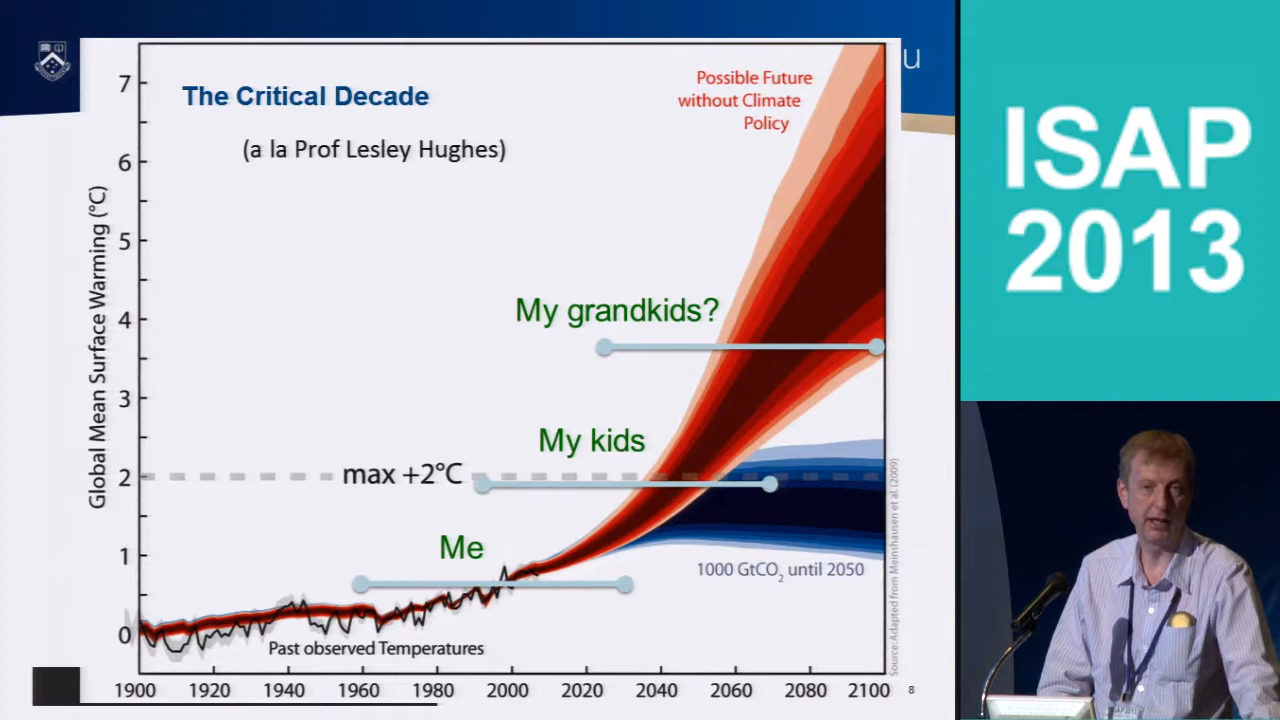 u
The Critical Decade
(a la Prof Lesley Hughes)
Possible Future
without Climate
Policy
Global Mean Surface Warming (°C)
7
6
5
4
3
2
1
0
My grandkids?
My kids
max +2°C
Me
1000 GtCO2 until 2050
Past observed Temperatures
Source: Adapted from Meinshausen et al. (2009)
1900 1920 1940 1960 1980 2000 2020 2040 2060 2080 2100
8
ISAP
2013